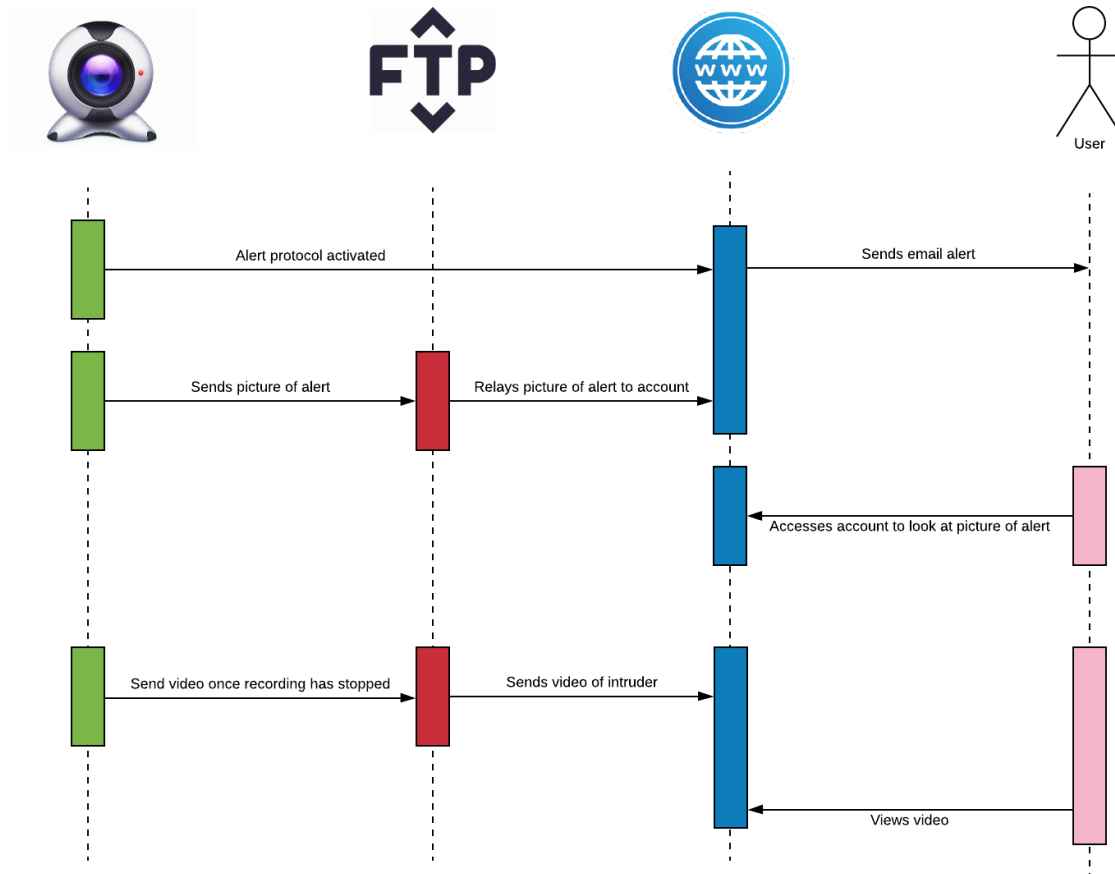 FTP
www
User
Alert protocol activated
Sends email alert
Sends picture of alert
Relays picture of alert to account
Accesses account to look at picture of alert
Send video once recording has stopped
Sends video of intruder
Views video